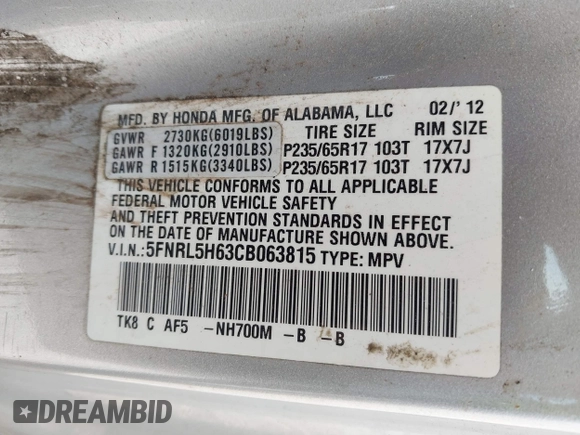 MFD. BY HONDA MFG. OF ALABAMA, LLC 02/'12
GVWR 2730KG(6019LBS) TIRE SIZE RIM SIZE
GAWR F 1320KG(2910LBS) P235/65R17 103T 17X7J
GAWR R 1515KG(3340LBS) P235/65R17 103T 17X7J
THIS VEHICLE CONFORMS TO ALL APPLICABLE
FEDERAL MOTOR VEHICLE SAFETY
AND THEFT PREVENTION STANDARDS IN EFFECT
ON THE DATE OF MANUFACTURE SHOWN ABOVE.
V.I.N.:5FNRL5H63CB063815 TYPE: MPV
TK8 C AF5 -NH700M -B -B
DREAMBID